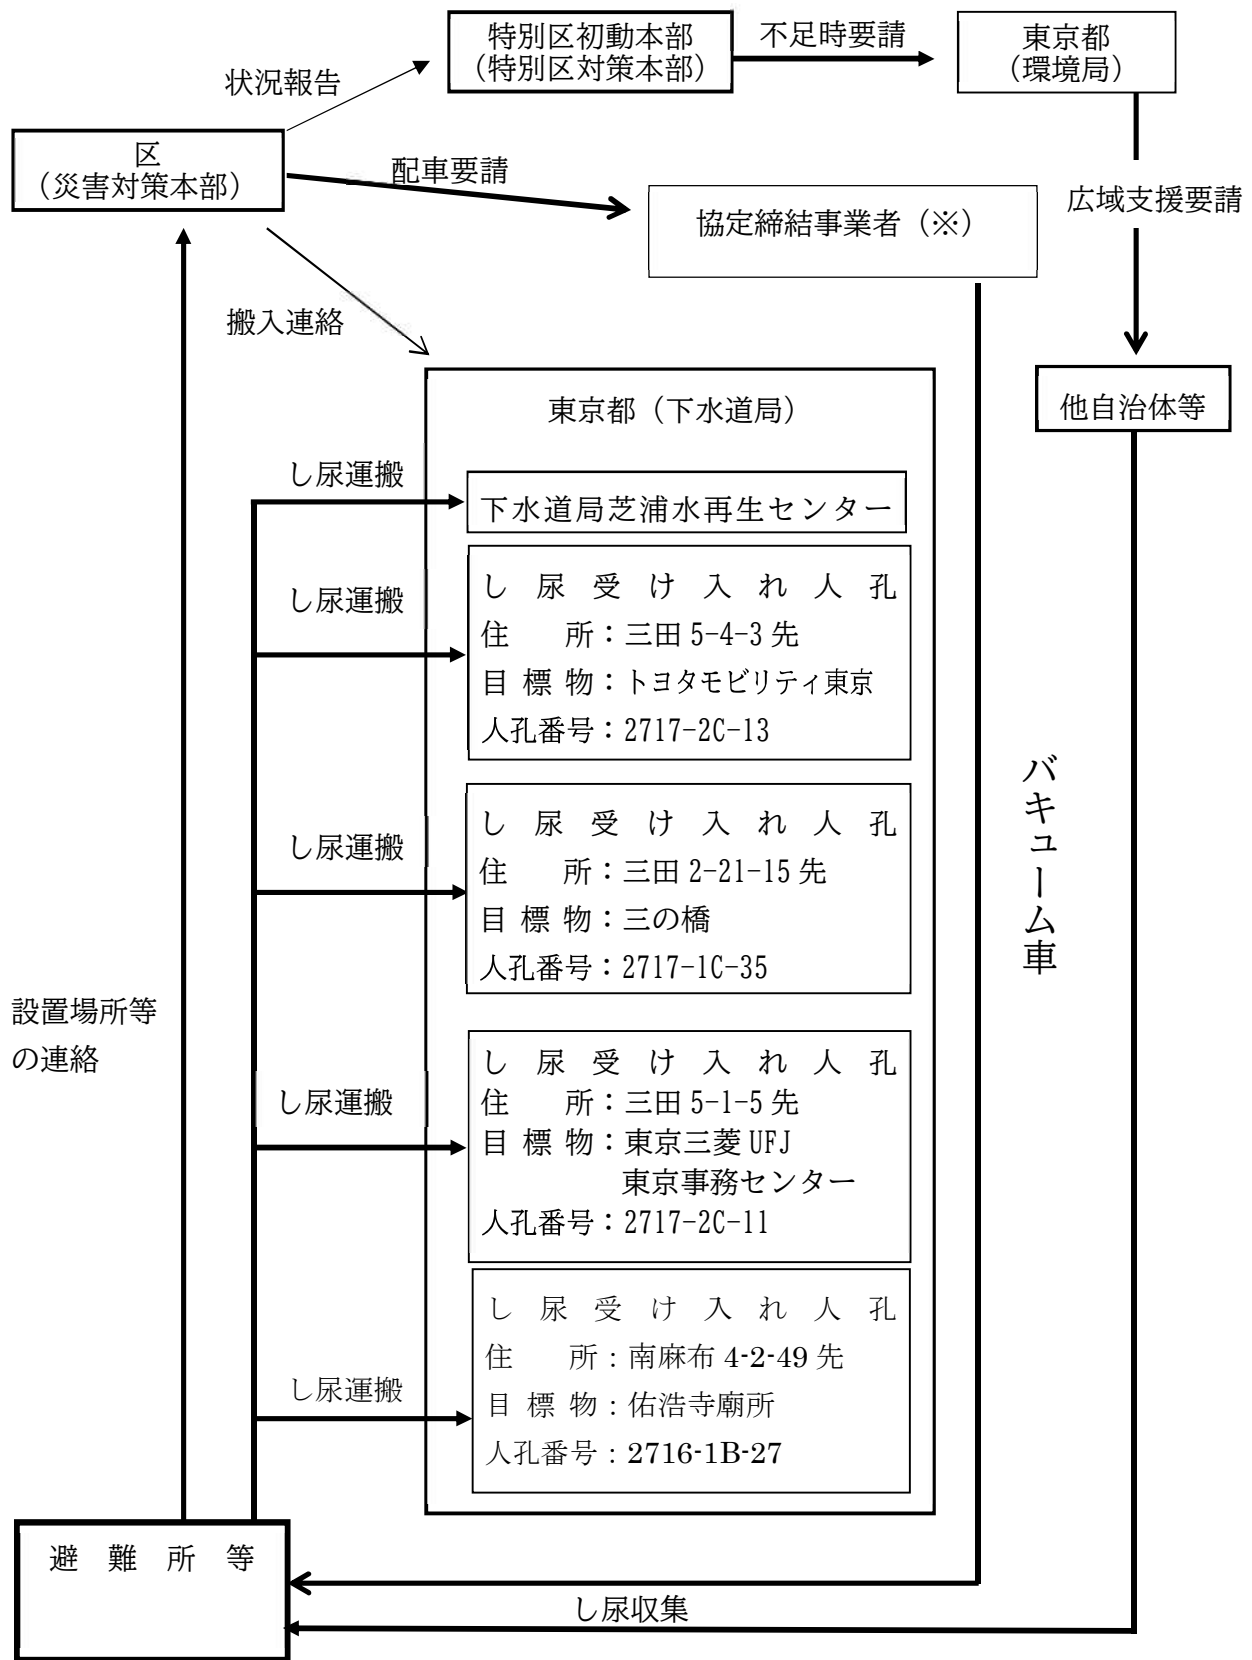 特別区初動本部
（特別区対策本部）
不足時要請
東京都
（環境局）
状況報告
区
（災害対策本部）
配車要請
協定締結事業者（※）
広域支援要請
搬入連絡
他自治体等
東京都（下水道局）
し尿運搬
下水道局芝浦水再生センター
し尿運搬
し尿受け入れ人孔
住　所：三田 5-4-3 先
目標物：トヨタモビリティ東京
人孔番号：2717-2C-13
し尿運搬
し尿受け入れ人孔
住　所：三田 2-21-15 先
目標物：三の橋
人孔番号：2717-1C-35
バキューム車
設置場所等
の連絡
し尿運搬
し尿受け入れ人孔
住　所：三田 5-1-5 先
目標物：東京三菱 UFJ
東京事務センター
人孔番号：2717-2C-11
し尿運搬
し尿受け入れ人孔
住　所：南麻布 4-2-49 先
目標物：佑浩寺廟所
人孔番号：2716-1B-27
避難所等
し尿収集